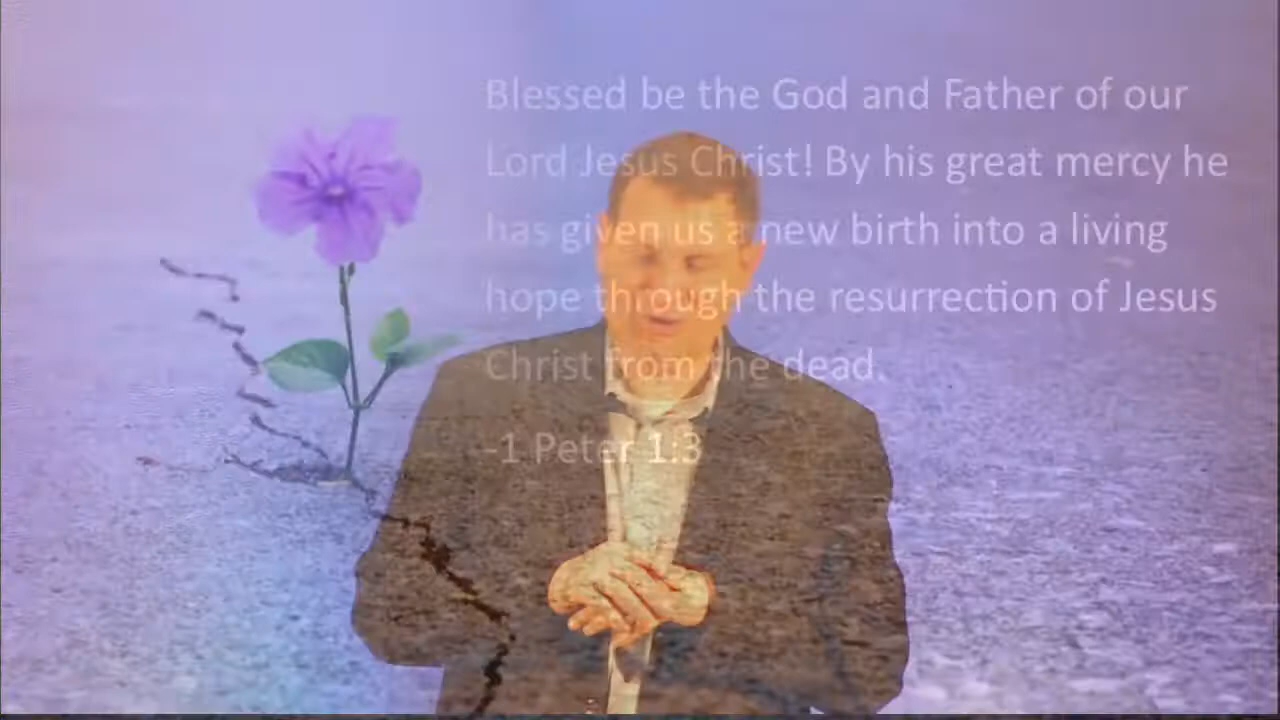 Blessed be the God and Father of our
Lord Jesus Christ! By his great mercy he
has given us a new birth into a living
hope through the resurrection of Jesus
Christ from the dead.
-1 Peter 1:3